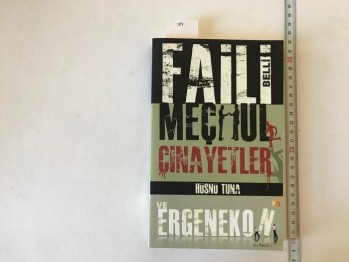 FAİLİ
BELLİ
MEÇHUL
CİNAYETLER
HÜSNÜ TUNA
VE
ERGENEKON